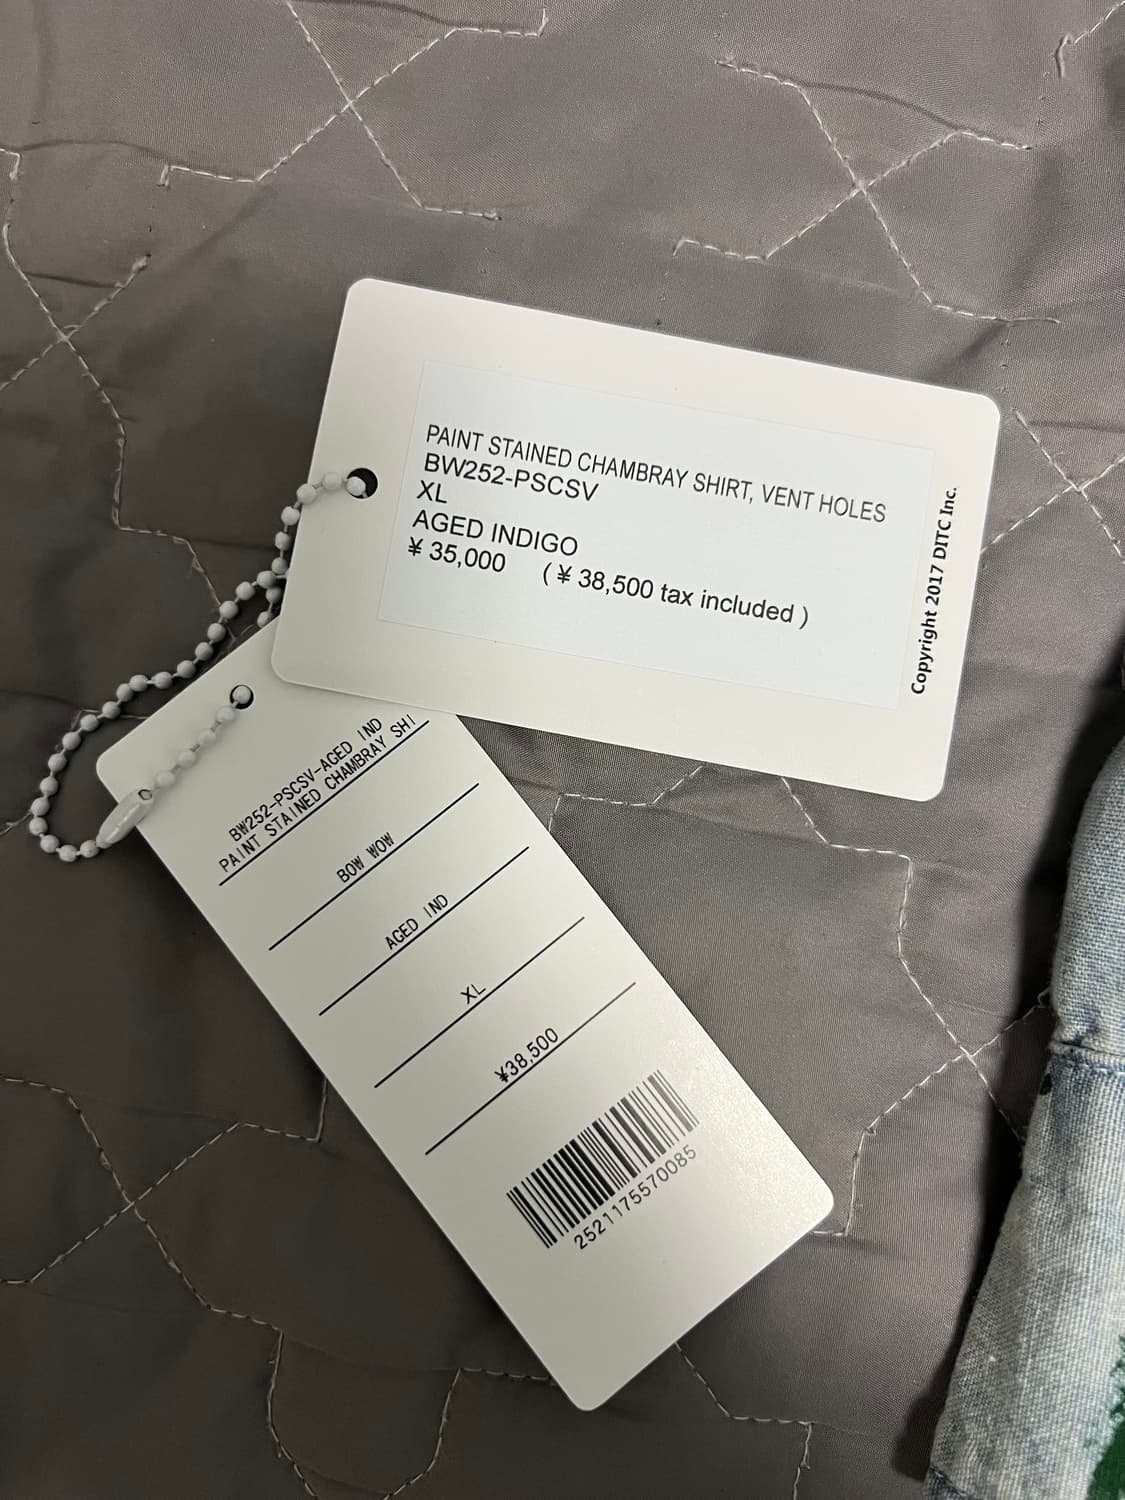 PAINT STAINED CHAMBRAY SHIRT, VENT HOLES
BW252-PSCSV
XL
AGED INDIGO
¥ 35,000 (¥ 38,500 tax included)
Copyright 2017 DITC Inc.
BW252-PSCSV-AGED IND
PAINT STAINED CHAMBRAY SHI
BOW WOW
AGED IND
XL
¥38,500
2521175570085